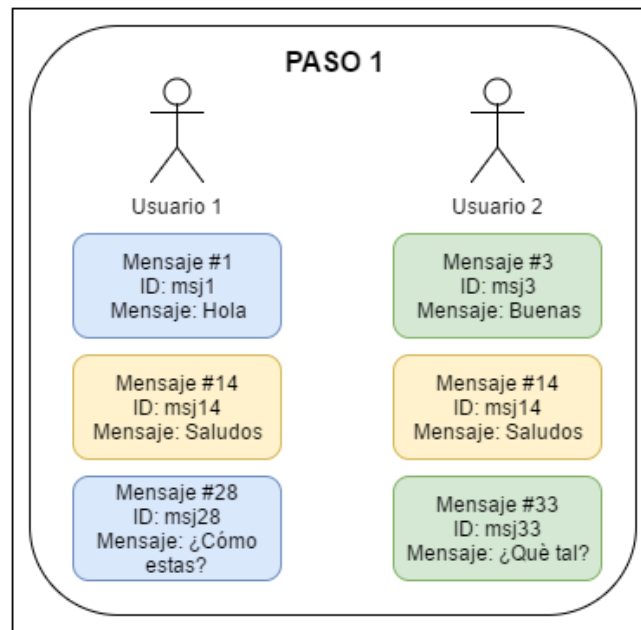 PASO 1
Usuario 1
Usuario 2
Mensaje #1
ID: msj1
Mensaje: Hola
Mensaje #3
ID: msj3
Mensaje: Buenas
Mensaje #14
ID: msj14
Mensaje: Saludos
Mensaje #14
ID: msj14
Mensaje: Saludos
Mensaje #28
ID: msj28
Mensaje: ¿Cómo
estas?
Mensaje #33
ID: msj33
Mensaje: ¿Què tal?